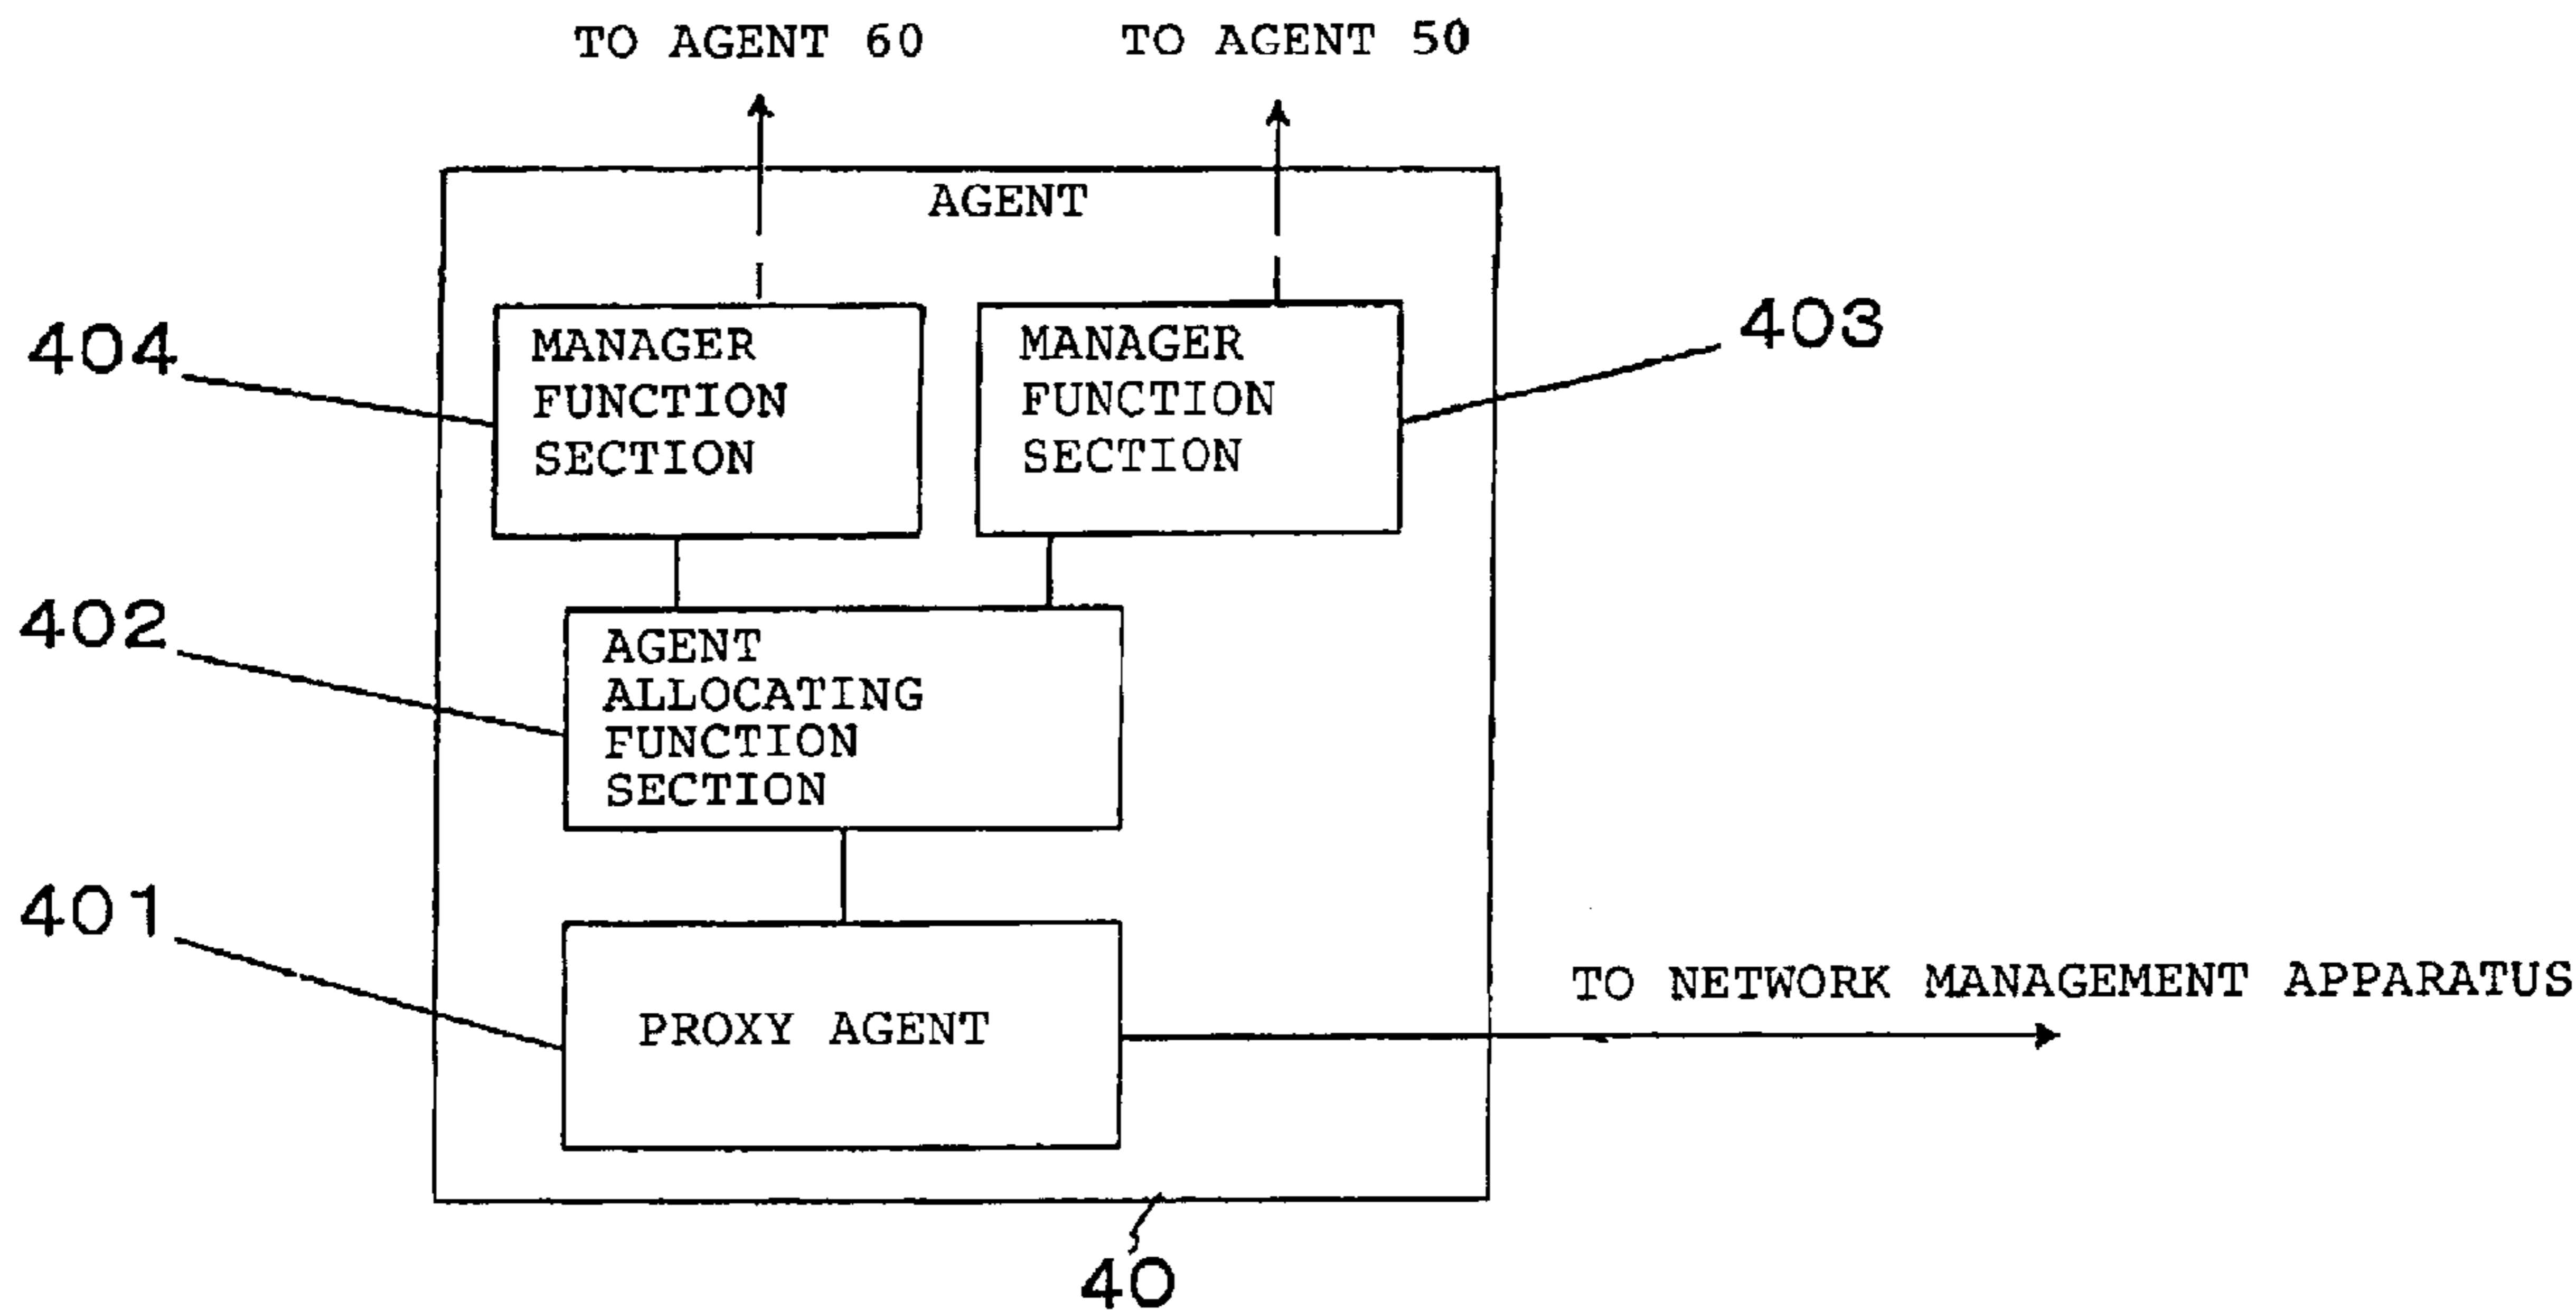 TO AGENT 60
TO AGENT 50
AGENT
404
MANAGER
FUNCTION
SECTION
MANAGER
FUNCTION
SECTION
403
402
AGENT
ALLOCATING
FUNCTION
SECTION
401
PROXY AGENT
TO NETWORK MANAGEMENT APPARATUS
40